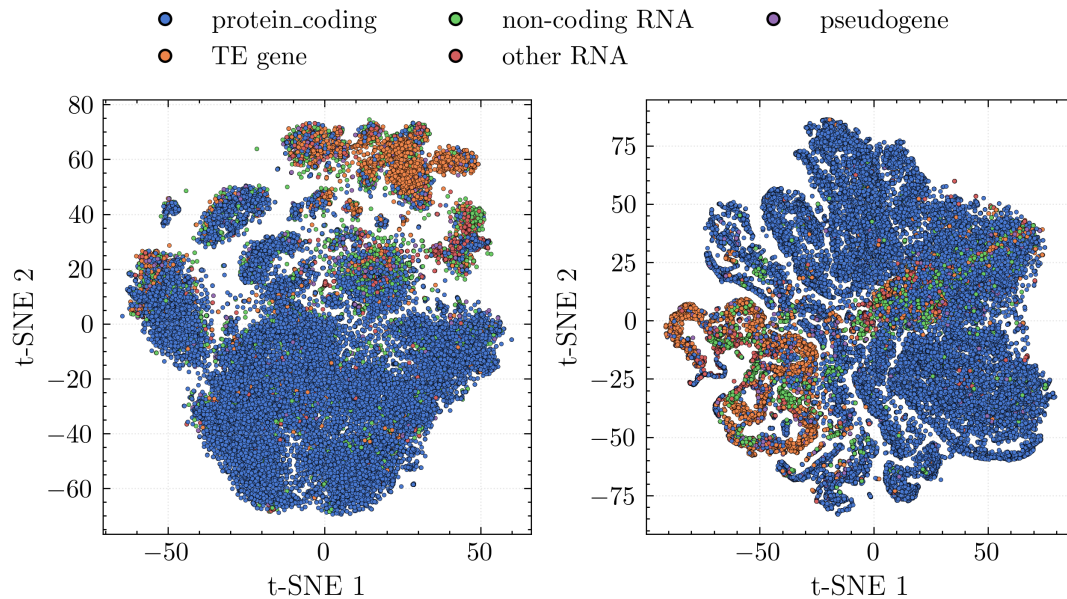 protein_coding non-coding RNA pseudogene
TE gene other RNA
80
60
40
20
0
−20
−40
−60
−50 0 50
t-SNE 1
t-SNE 2
75
50
25
0
−25
−50
−75
−50 0 50
t-SNE 1
t-SNE 2